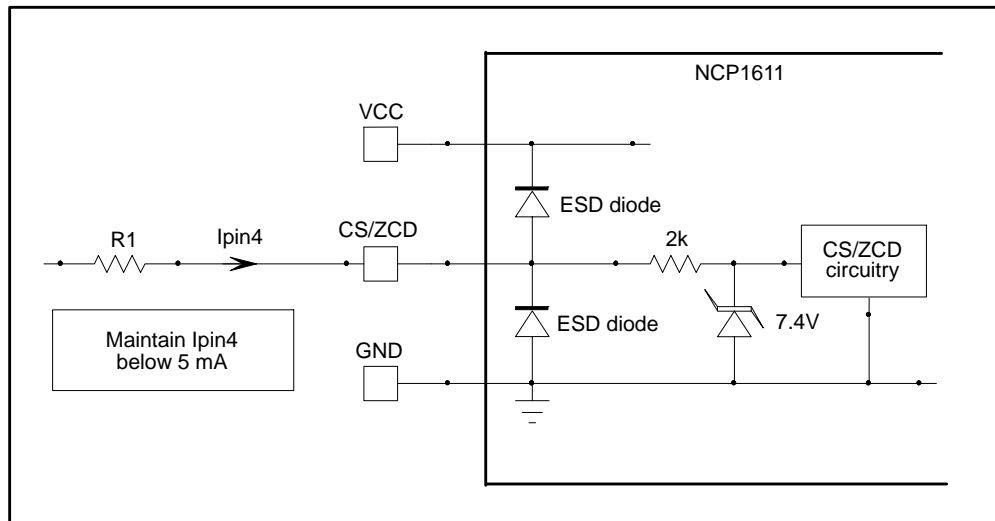 NCP1611
VCC
ESD diode
R1
Ipin4
CS/ZCD
2k
CS/ZCD
circuitry
Maintain Ipin4
below 5 mA
ESD diode
7.4V
GND